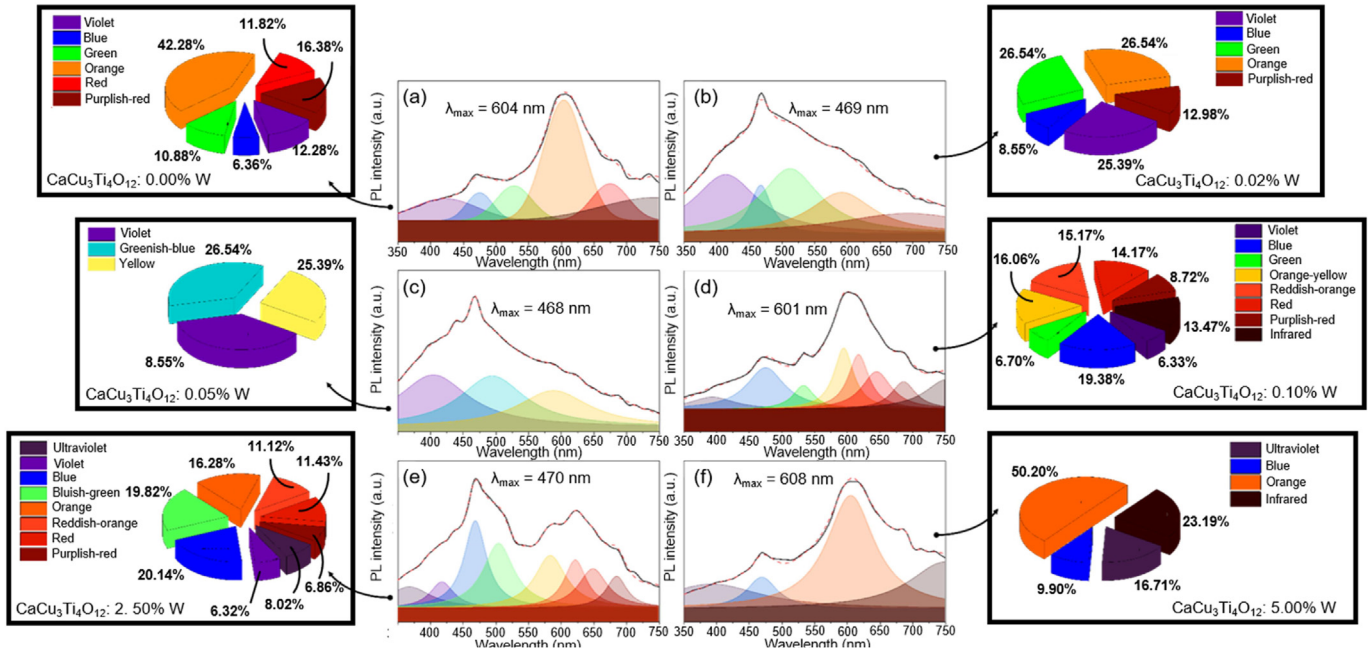 Violet
Blue
Green
Orange
Red
Purplish-red
42.28%
11.82%
16.38%
10.88%
6.36%
12.28%
CaCu₃Ti₄O₁₂: 0.00% W
(a)
λmax = 604 nm
PL intensity (a.u.)
350 400 450 500 550 600 650 700 750
Wavelength (nm)
(b)
λmax = 469 nm
PL intensity (a.u.)
400 450 500 550 600 650 700 750
Wavelength (nm)
Violet
Blue
Green
Orange
Purplish-red
26.54%
26.54%
8.55%
25.39%
12.98%
CaCu₃Ti₄O₁₂: 0.02% W
Violet
Greenish-blue
Yellow
26.54%
25.39%
8.55%
CaCu₃Ti₄O₁₂: 0.05% W
(c)
λmax = 468 nm
PL intensity (a.u.)
400 450 500 550 600 650 700 750
Wavelength (nm)
(d)
λmax = 601 nm
PL intensity (a.u.)
400 450 500 550 600 650 700 750
Wavelength (nm)
Violet
Blue
Green
Orange-yellow
Reddish-orange
Red
Purplish-red
Infrared
16.06%
15.17%
14.17%
8.72%
13.47%
6.70%
19.38%
6.33%
CaCu₃Ti₄O₁₂: 0.10% W
Ultraviolet
Violet
Blue
Bluish-green
Orange
Reddish-orange
Red
Purplish-red
16.28%
11.12%
11.43%
19.82%
20.14%
6.32%
8.02%
6.86%
CaCu₃Ti₄O₁₂: 2. 50% W
(e)
λmax = 470 nm
PL intensity (a.u.)
400 450 500 550 600 650 700 750
Wavelength (nm)
(f)
λmax = 608 nm
PL intensity (a.u.)
400 450 500 550 600 650 700 750
Wavelength (nm)
Ultraviolet
Blue
Orange
Infrared
50.20%
23.19%
9.90%
16.71%
CaCu₃Ti₄O₁₂: 5.00% W